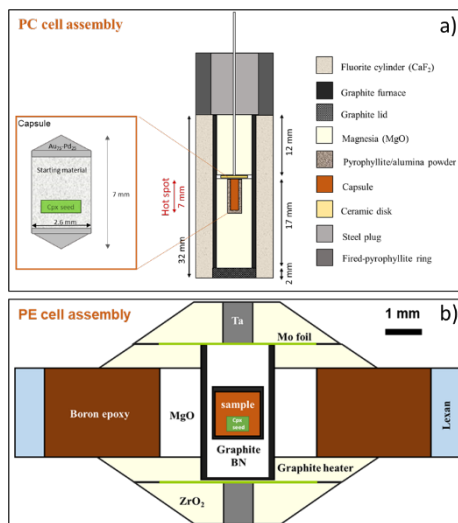 PC cell assembly
a)
Capsule
Au₇₅-Pd₂₅
Starting material
Cpx seed
2.6 mm
7 mm
Hot spot
7 mm
32 mm
12 mm
17 mm
2 mm
Fluorite cylinder (CaF₂)
Graphite furnace
Graphite lid
Magnesia (MgO)
Pyrophyllite/alumina powder
Capsule
Ceramic disk
Steel plug
Fired-pyrophyllite ring
PE cell assembly
b)
1 mm
Ta
Mo foil
Boron epoxy
MgO
sample
Cpx
seed
Graphite
BN
Lexan
Graphite heater
ZrO₂